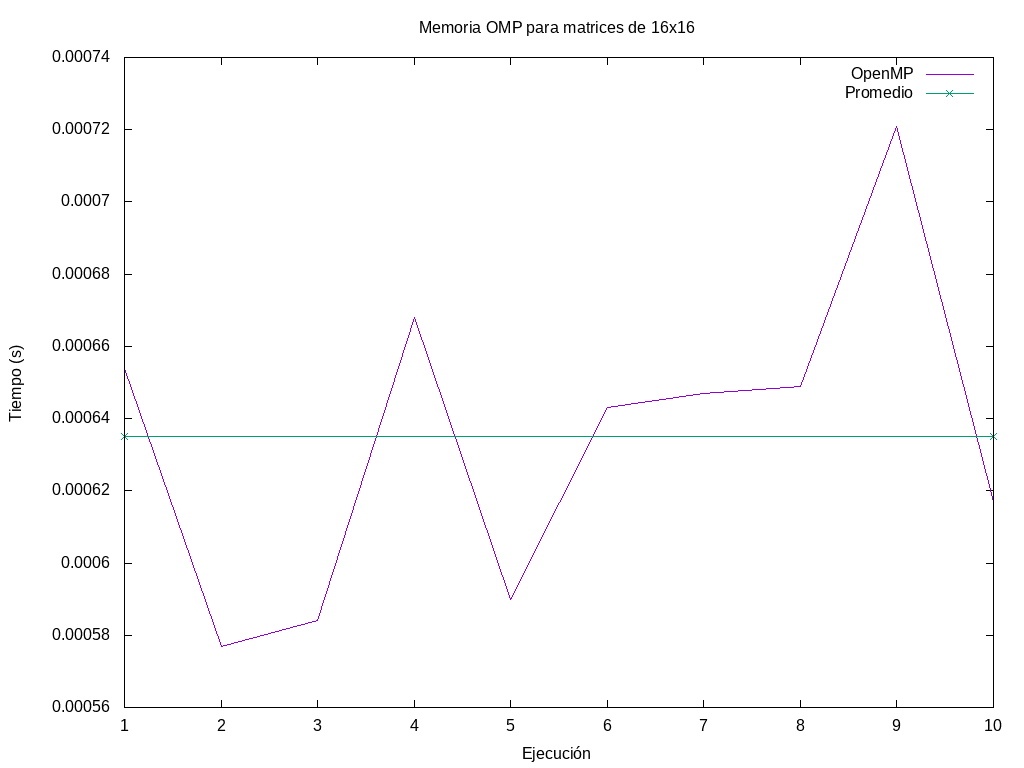 Memoria OMP para matrices de 16x16
OpenMP
Promedio
0.00074
0.00072
0.0007
0.00068
0.00066
0.00064
0.00062
0.0006
0.00058
0.00056
Tiempo (s)
1 2 3 4 5 6 7 8 9 10
Ejecución